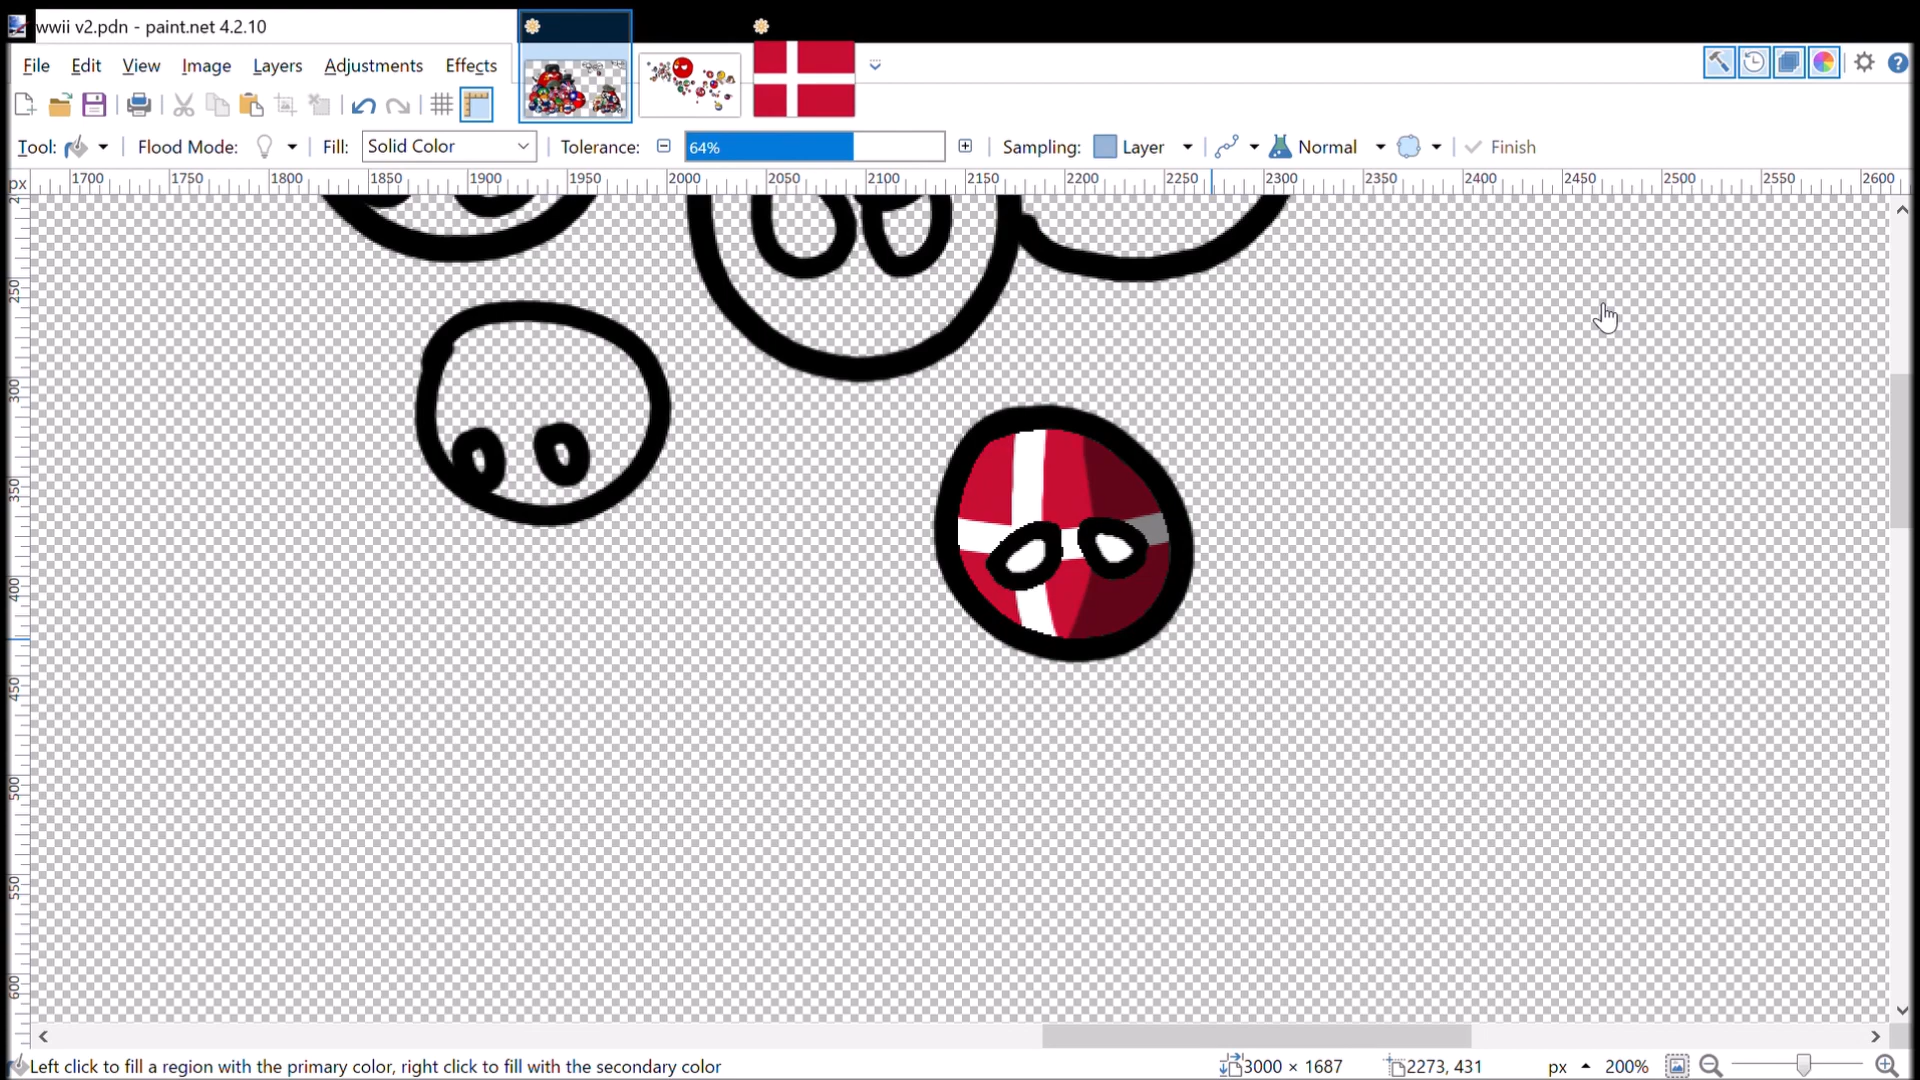 wwii v2.pdn - paint.net 4.2.10
File Edit View Image Layers Adjustments Effects
Tool: Flood Mode: Fill: Solid Color Tolerance: 64% Sampling: Layer Normal Finish
px 1700 1750 1800 1850 1900 1950 2000 2050 2100 2150 2200 2250 2300 2350 2400 2450 2500 2550 2600
250
300
350
400
450
500
550
600
Left click to fill a region with the primary color, right click to fill with the secondary color 3000 × 1687 2273, 431 px 200%